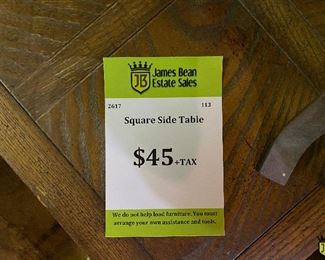 JB James Bean
Estate Sales
2617 113
Square Side Table
$45+TAX
We do not help load furniture. You must
arrange your own assistance and tools.